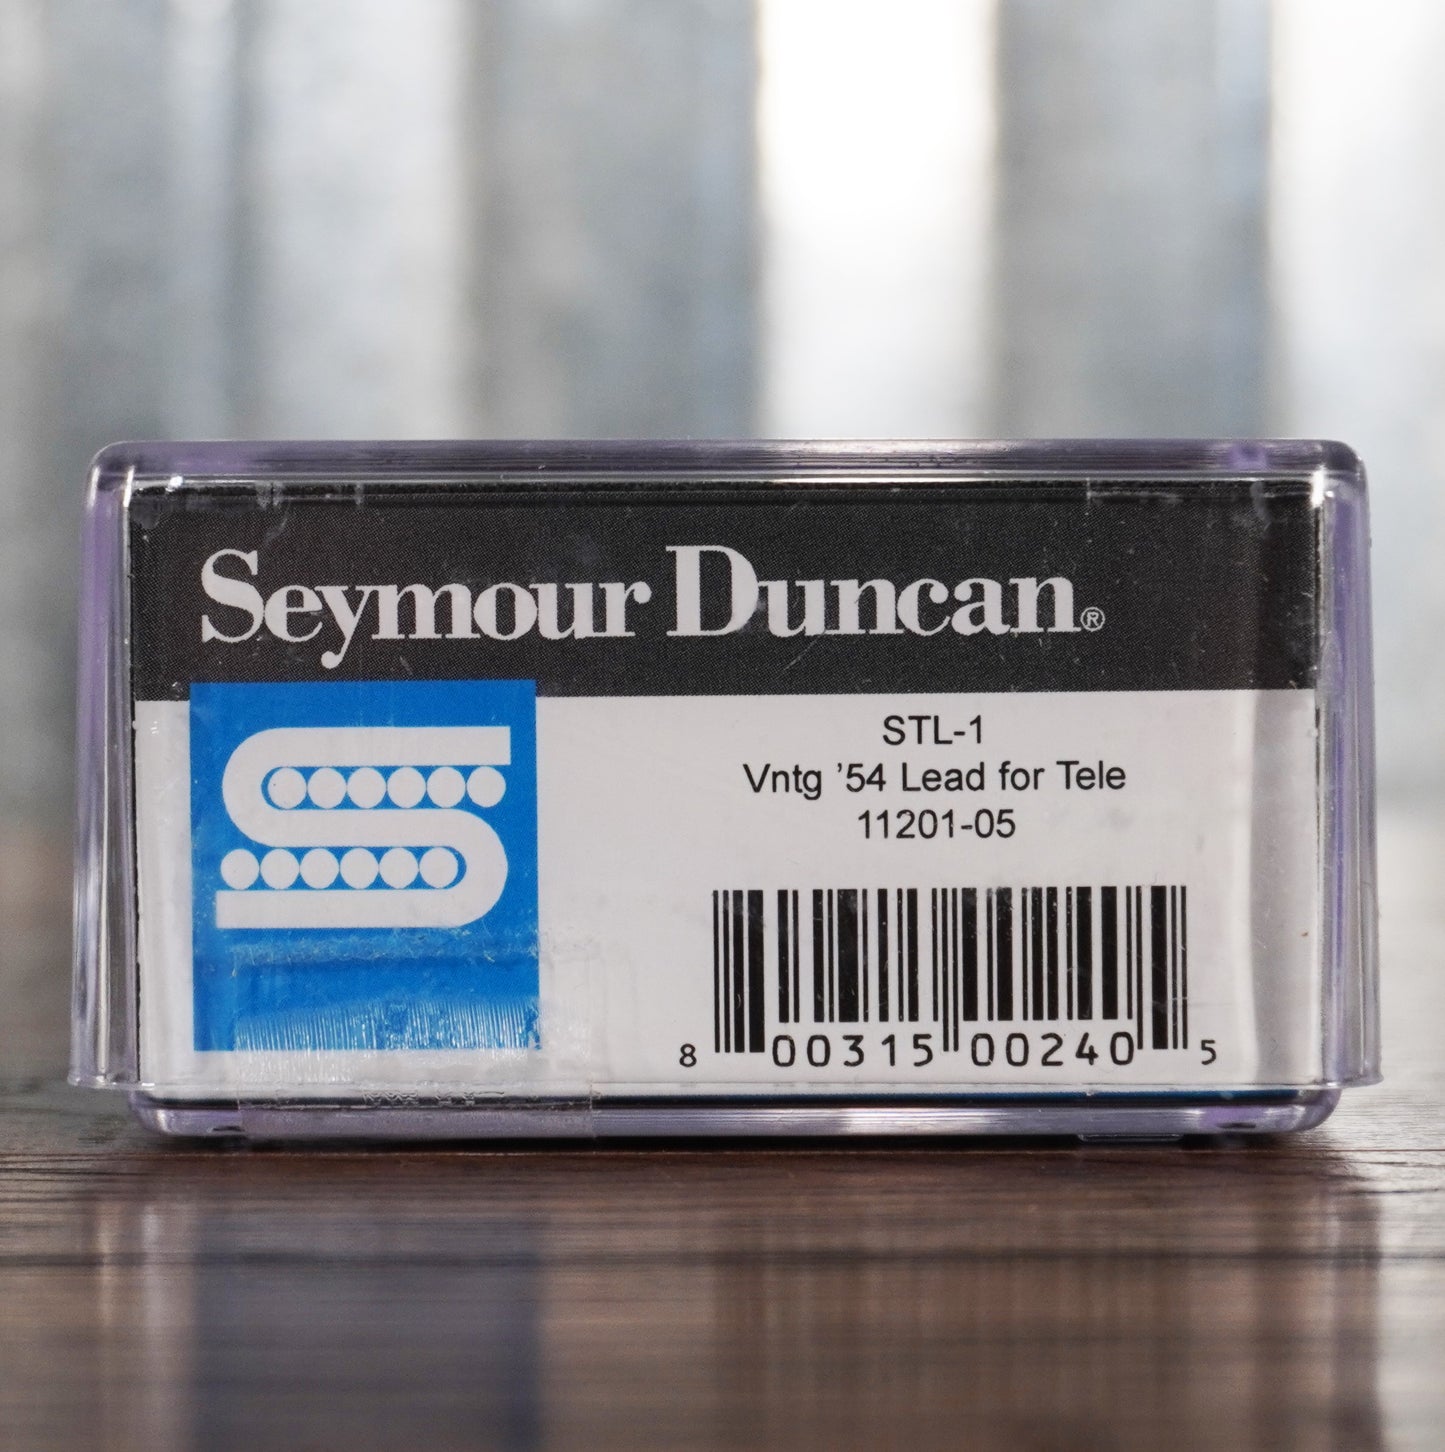 Seymour Duncan®
STL-1
Vntg ’54 Lead for Tele
11201-05
8 00315 00240 5